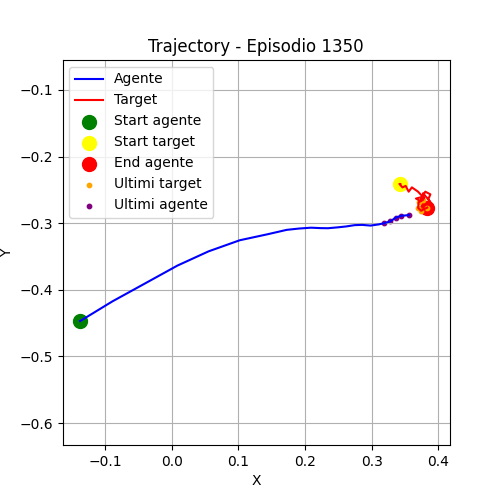 Trajectory - Episodio 1350
Agente
Target
Start agente
Start target
End agente
Ultimi target
Ultimi agente
−0.1
−0.2
−0.3
−0.4
−0.5
−0.6
Y
−0.1
0.0
0.1
0.2
0.3
0.4
X